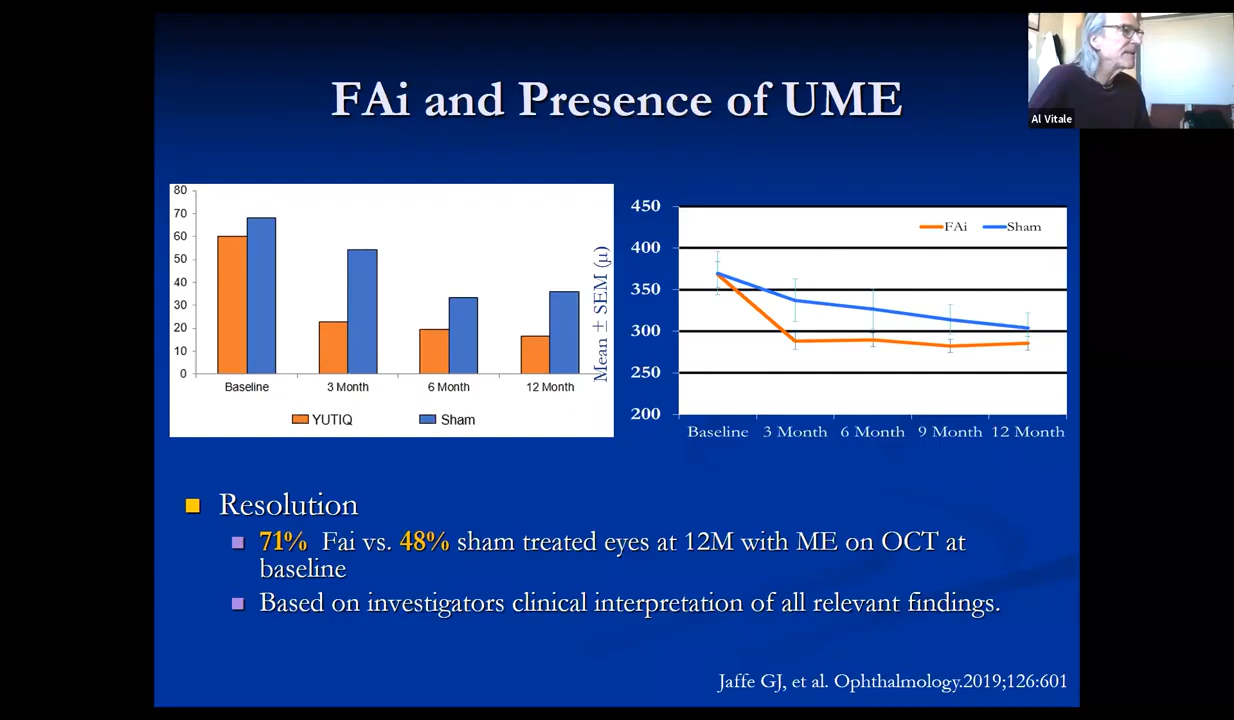 FAi and Presence of UME
Al Vitale
80
70
60
50
40
30
20
10
0
Baseline 3 Month 6 Month 12 Month
YUTIQ Sham
Mean ± SEM (µ)
450
400
350
300
250
200
FAi Sham
Baseline 3 Month 6 Month 9 Month 12 Month
Resolution
71% Fai vs. 48% sham treated eyes at 12M with ME on OCT at
baseline
Based on investigators clinical interpretation of all relevant findings.
Jaffe GJ, et al. Ophthalmology.2019;126:601